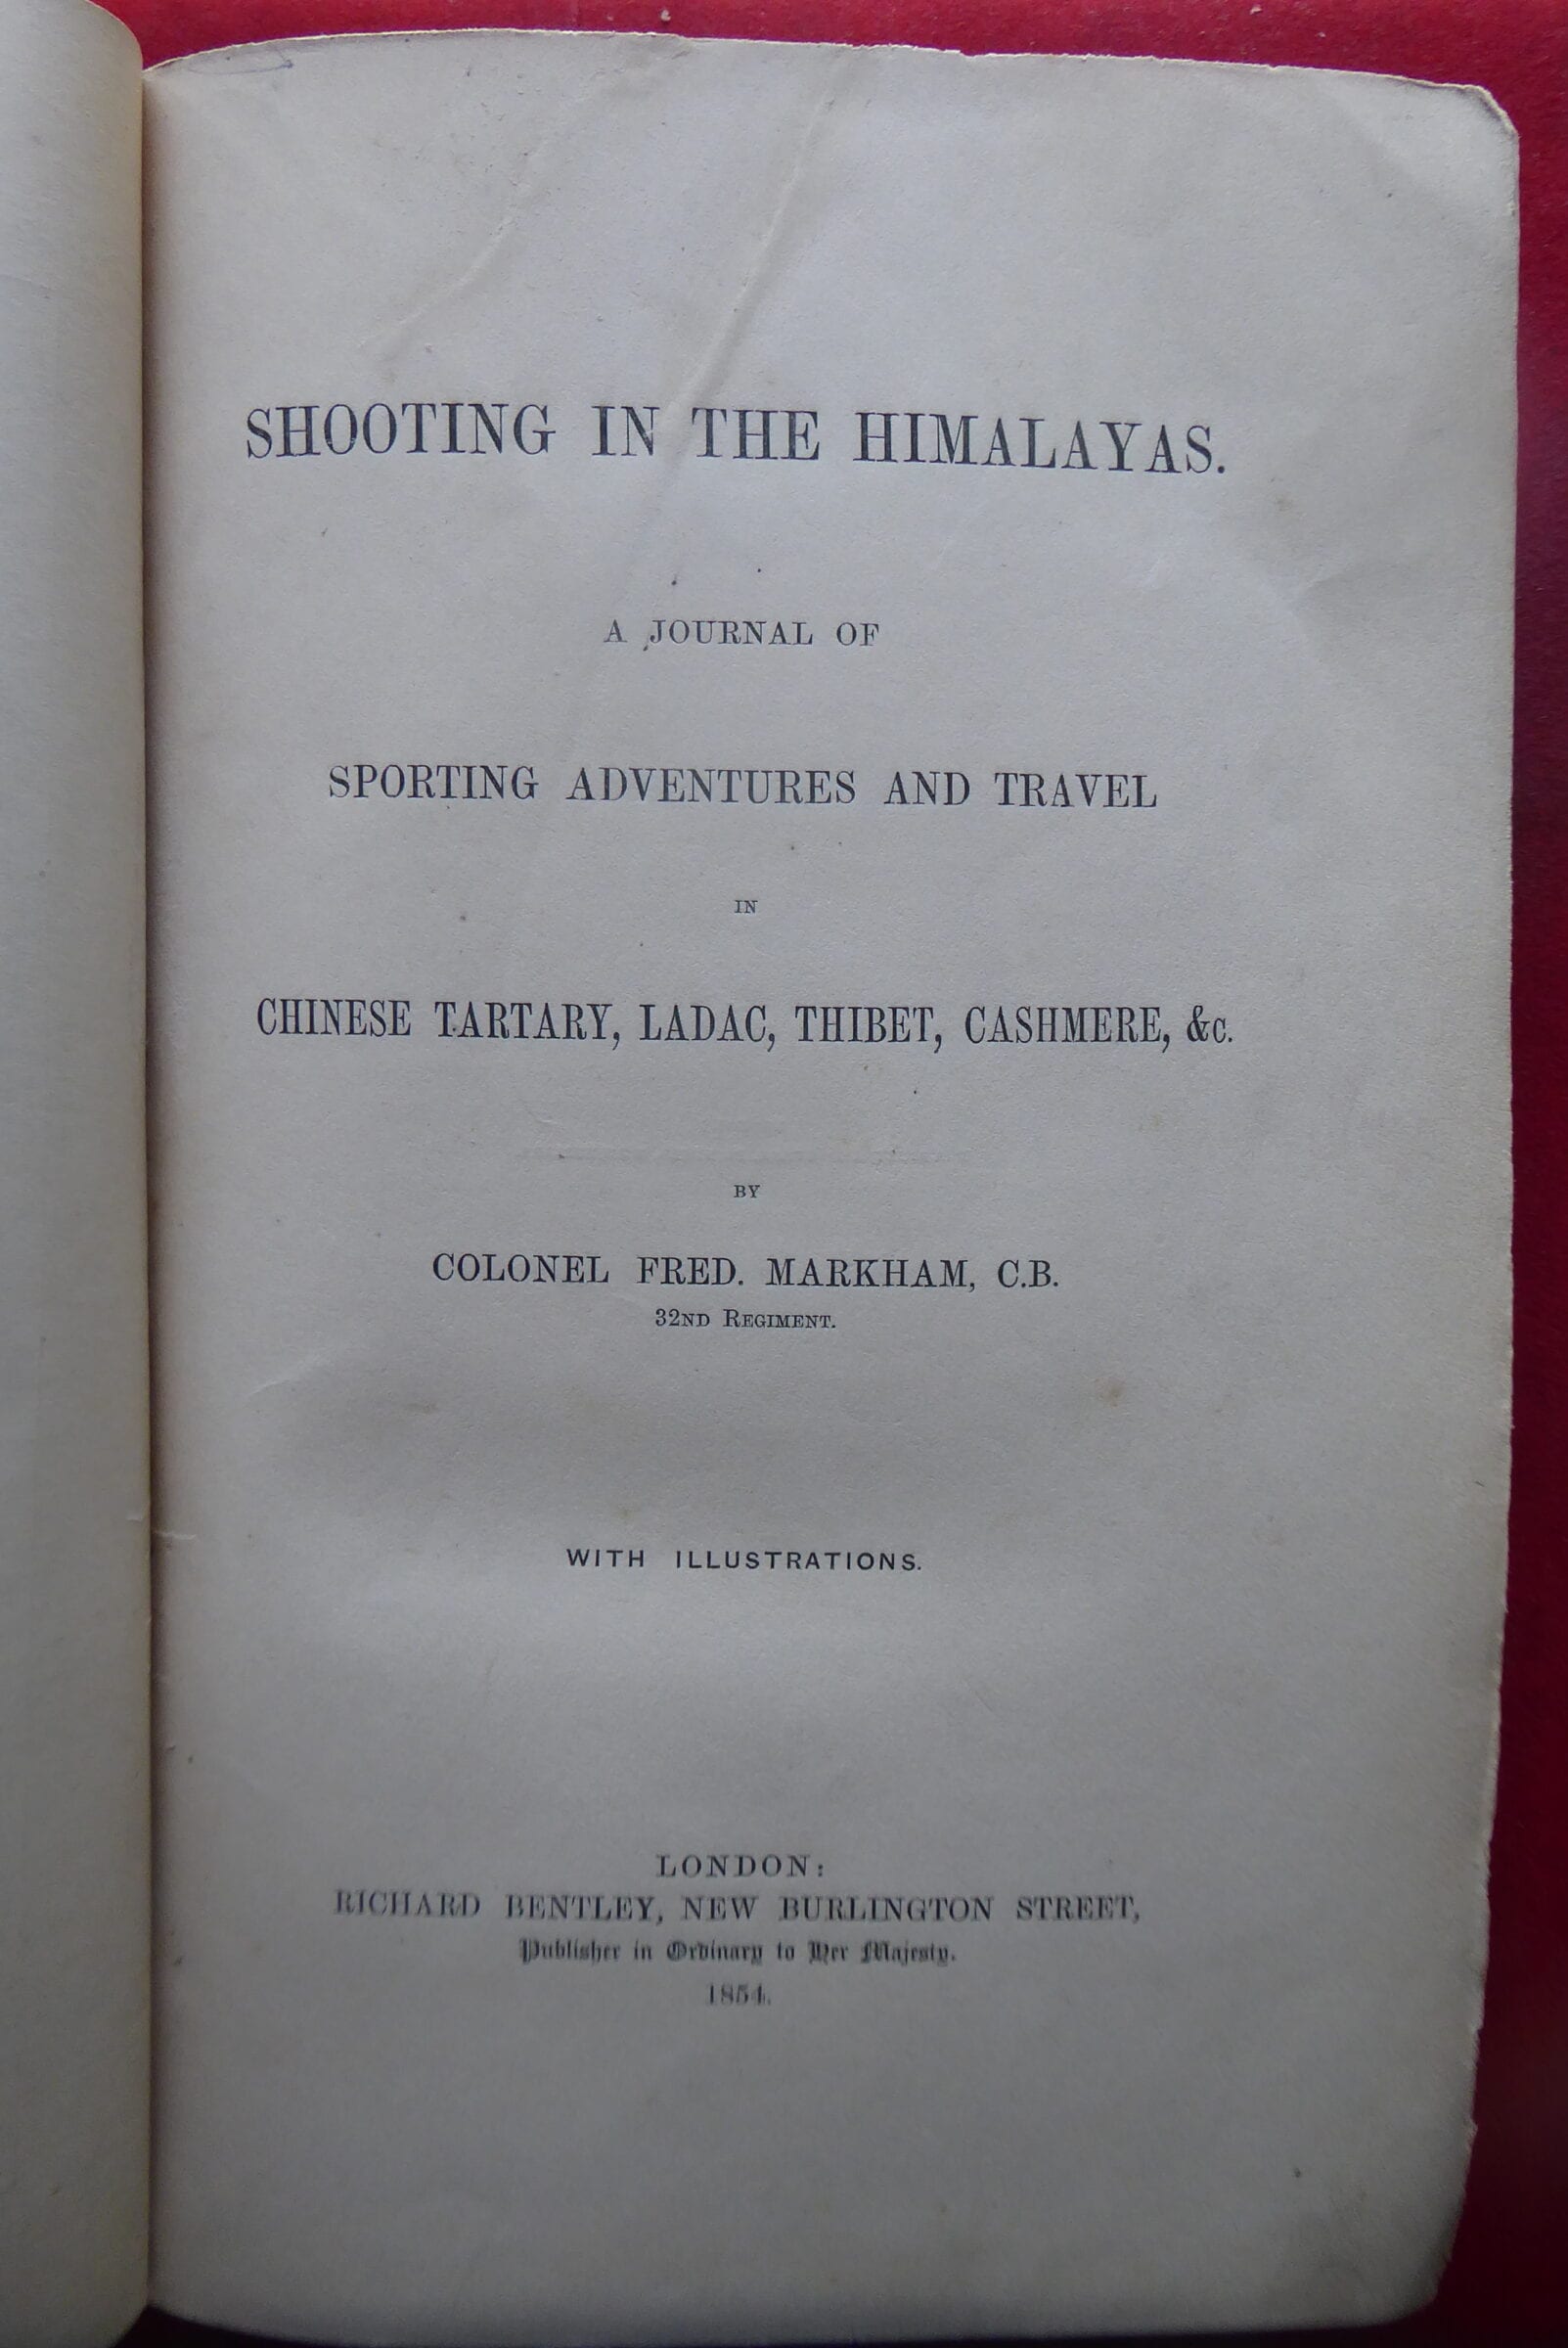 SHOOTING IN THE HIMALAYAS.
A JOURNAL OF
SPORTING ADVENTURES AND TRAVEL
IN
CHINESE TARTARY, LADAC, THIBET, CASHMERE, &c.
BY
COLONEL FRED. MARKHAM, C.B.
32ND REGIMENT.
WITH ILLUSTRATIONS.
LONDON:
RICHARD BENTLEY, NEW BURLINGTON STREET,
Publisher in Ordinary to Her Majesty.
1854.